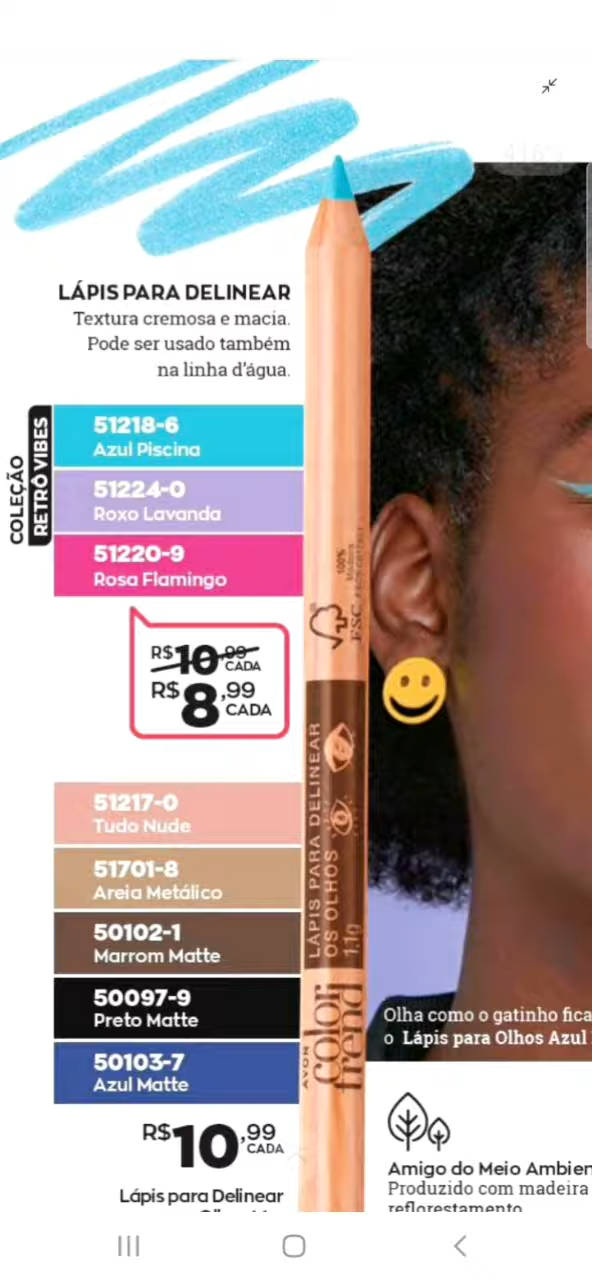 LÁPIS PARA DELINEAR
Textura cremosa e macia.
Pode ser usado também
na linha d'água.
COLEÇÃO
RETRÔ VIBES
51218-6
Azul Piscina
51224-0
Roxo Lavanda
51220-9
Rosa Flamingo
R$ 10,99 CADA
R$ 8,99 CADA
51217-0
Tudo Nude
51701-8
Areia Metálico
50102-1
Marrom Matte
50097-9
Preto Matte
50103-7
Azul Matte
R$ 10,99 CADA
Lápis para Delinear
100%
FSC
LÁPIS PARA DELINEAR
OS OLHOS
1,1g
AVON
color
trend
Olha como o gatinho fica
o Lápis para Olhos Azul
Amigo do Meio Ambien
Produzido com madeira
reflorestamento